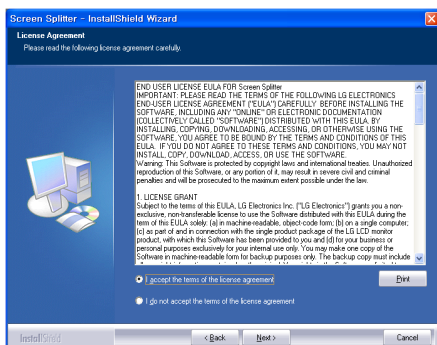 Screen Splitter - InstallShield Wizard
License Agreement
Please read the following license agreement carefully.
END USER LICENSE EULA FOR Screen Splitter
IMPORTANT: PLEASE READ THE TERMS OF THE FOLLOWING LG ELECTRONICS
END-USER LICENSE AGREEMENT ("EULA") CAREFULLY BEFORE INSTALLING THE
SOFTWARE, INCLUDING ANY "ONLINE" OR ELECTRONIC DOCUMENTATION
(COLLECTIVELY CALLED "SOFTWARE") DISTRIBUTED WITH THIS EULA. BY
INSTALLING, COPYING, DOWNLOADING, ACCESSING, OR OTHERWISE USING THE
SOFTWARE, YOU AGREE TO BE BOUND BY THE TERMS AND CONDITIONS OF THIS
EULA. IF YOU DO NOT AGREE TO THESE TERMS AND CONDITIONS, YOU MAY NOT
INSTALL, COPY, DOWNLOAD, ACCESS, OR USE THE SOFTWARE.
Warning: This Software is protected by copyright laws and international treaties. Unauthorized
reproduction of this Software, or any portion of it, may result in severe civil and criminal
penalties and will be prosecuted to the maximum extent possible under the law.
1. LICENSE GRANT
Subject to the terms of this EULA, LG Electronics Inc. ("LG Electronics") grants you a non-
exclusive, non-transferable license to use the Software distributed with this EULA during the
term of this EULA solely: (a) in machine-readable, object-code form; (b) on a single computer;
(c) as part of and in connection with the single product package of the LG LCD monitor
product, with which this Software has been provided to you and (d) for your business or
personal purposes exclusively for your internal use only. You may make one copy of the
Software in machine-readable form for backup purposes only. The backup copy must include
I accept the terms of the license agreement
Print
I do not accept the terms of the license agreement
InstallShield
< Back
Next >
Cancel